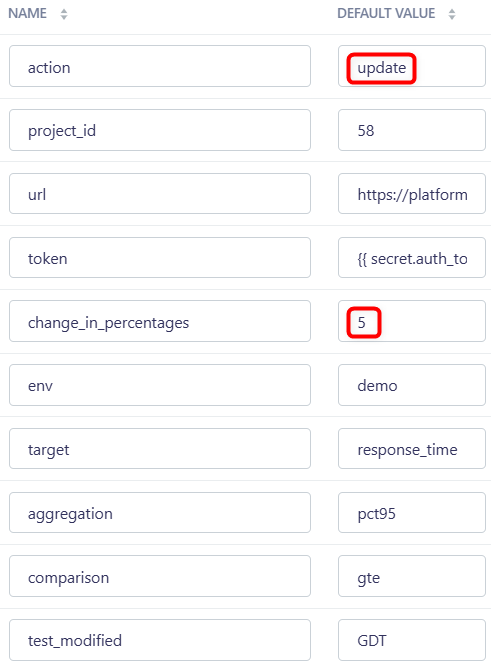 NAME DEFAULT VALUE
action update
project_id 58
url https://platform
token {{ secret.auth_to
change_in_percentages 5
env demo
target response_time
aggregation pct95
comparison gte
test_modified GDT